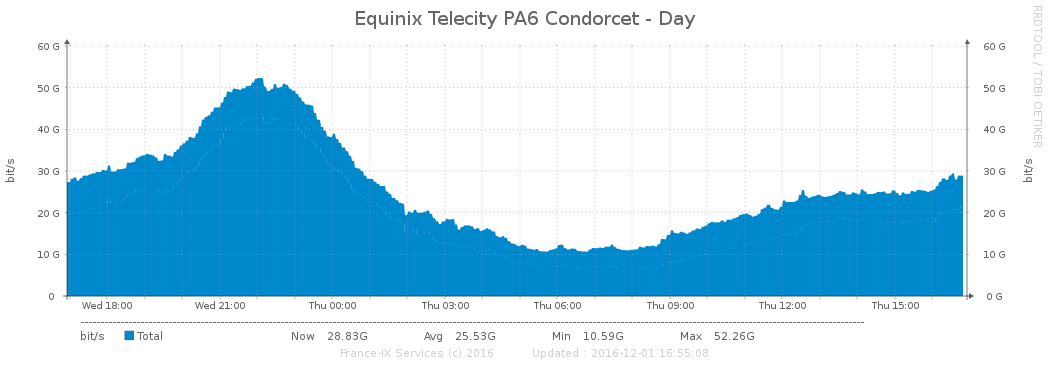 Equinix Telecity PA6 Condorcet - Day
RRDTOOL / TOBI OETIKER
bit/s
bit/s
60 G 60 G
50 G 50 G
40 G 40 G
30 G 30 G
20 G 20 G
10 G 10 G
0 0 G
Wed 18:00 Wed 21:00 Thu 00:00 Thu 03:00 Thu 06:00 Thu 09:00 Thu 12:00 Thu 15:00
bit/s Total Now 28.83G Avg 25.53G Min 10.59G Max 52.26G
France-IX Services (c) 2016 Updated : 2016-12-01 16:55:08